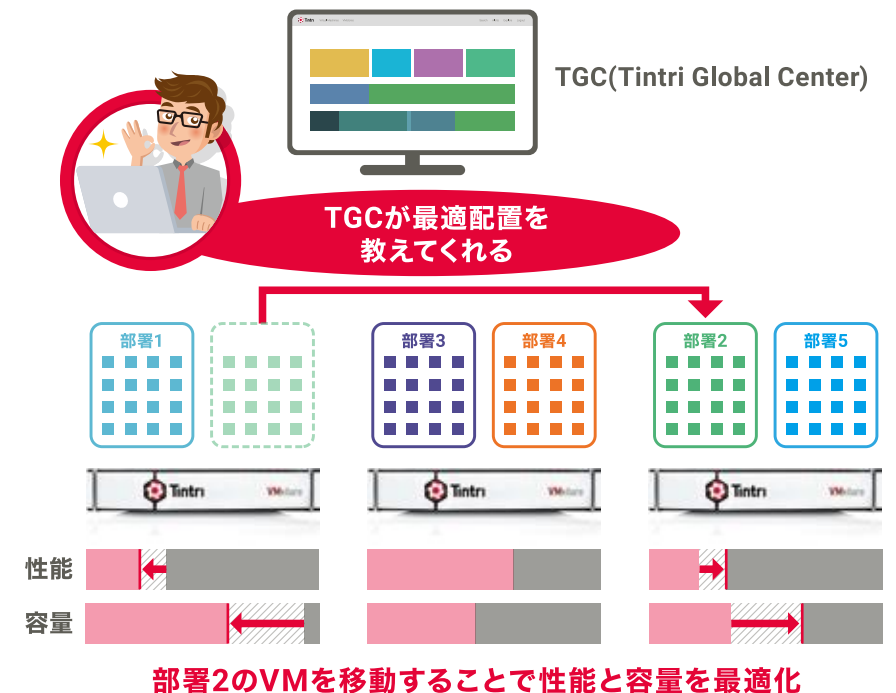 Tintri
TGC(Tintri Global Center)
TGCが最適配置を
教えてくれる
部署1
部署3
部署4
部署2
部署5
Tintri
Tintri
Tintri
性能
容量
部署2のVMを移動することで性能と容量を最適化